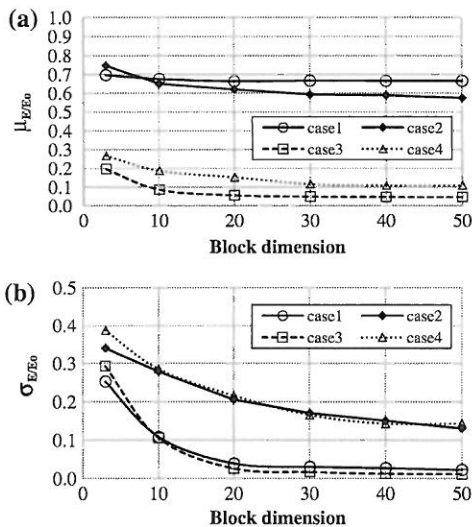 (a)
1.0
0.9
0.8
0.7
0.6
0.5
0.4
0.3
0.2
0.1
0.0
μE/Eo
case1 case2
case3 case4
0 10 20 30 40 50
Block dimension
(b)
0.5
0.4
0.3
0.2
0.1
0.0
σE/Eo
case1 case2
case3 case4
0 10 20 30 40 50
Block dimension